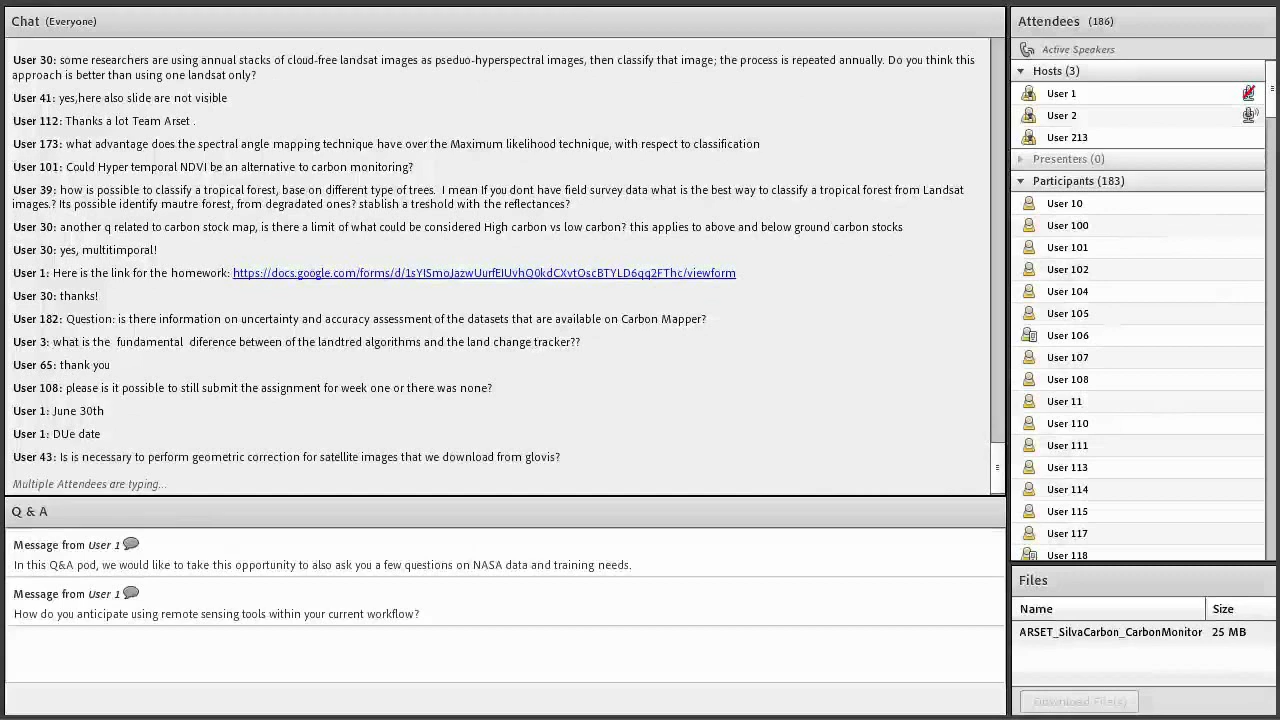 Chat (Everyone)
User 30: some researchers are using annual stacks of cloud-free landsat images as pseduo-hyperspectral images, then classify that image; the process is repeated annually. Do you think this
approach is better than using one landsat only?
User 41: yes,here also slide are not visible
User 112: Thanks a lot Team Arset .
User 173: what advantage does the spectral angle mapping technique have over the Maximum likelihood technique, with respect to classification
User 101: Could Hyper temporal NDVI be an alternative to carbon monitoring?
User 39: how is possible to classify a tropical forest, base on different type of trees. I mean If you dont have field survey data what is the best way to classify a tropical forest from Landsat
images.? Its possible identify mautre forest, from degradated ones? stablish a treshold with the reflectances?
User 30: another q related to carbon stock map, is there a limit of what could be considered High carbon vs low carbon? this applies to above and below ground carbon stocks
User 30: yes, multitimporal!
User 1: Here is the link for the homework: https://docs.google.com/forms/d/1sYISmoJazwUurfEIUvhQ0kdCXvtOscBTYLD6qq2FThc/viewform
User 30: thanks!
User 182: Question: is there information on uncertainty and accuracy assessment of the datasets that are available on Carbon Mapper?
User 3: what is the fundamental diference between of the landtred algorithms and the land change tracker??
User 65: thank you
User 108: please is it possible to still submit the assignment for week one or there was none?
User 1: June 30th
User 1: DUe date
User 43: Is is necessary to perform geometric correction for satellite images that we download from glovis?
Multiple Attendees are typing...
Q & A
Message from User 1
In this Q&A pod, we would like to take this opportunity to also ask you a few questions on NASA data and training needs.
Message from User 1
How do you anticipate using remote sensing tools within your current workflow?
Attendees (186)
Active Speakers
Hosts (3)
User 1
User 2
User 213
Presenters (0)
Participants (183)
User 10
User 100
User 101
User 102
User 104
User 105
User 106
User 107
User 108
User 11
User 110
User 111
User 113
User 114
User 115
User 117
User 118
Files
Name Size
ARSET_SilvaCarbon_CarbonMonitor 25 MB
Download File(s)